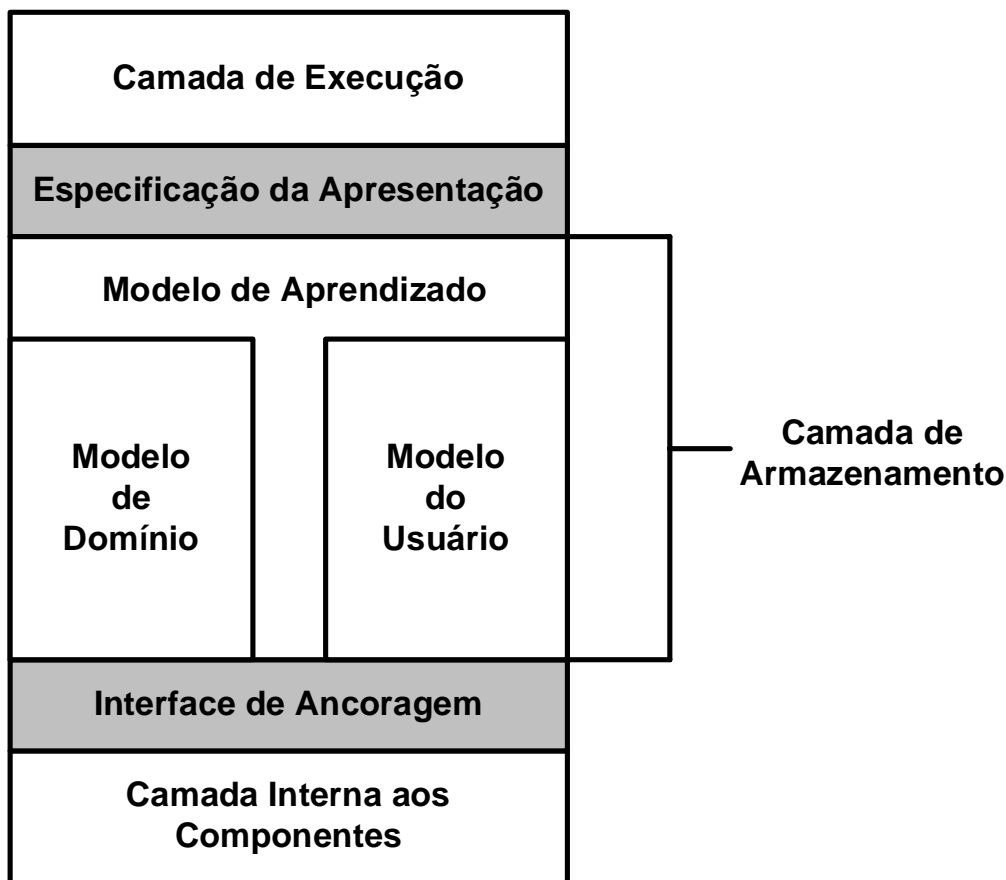 Camada de Execução
Especificação da Apresentação
Modelo de Aprendizado
Modelo
de
Domínio
Modelo
do
Usuário
Camada de
Armazenamento
Interface de Ancoragem
Camada Interna aos
Componentes